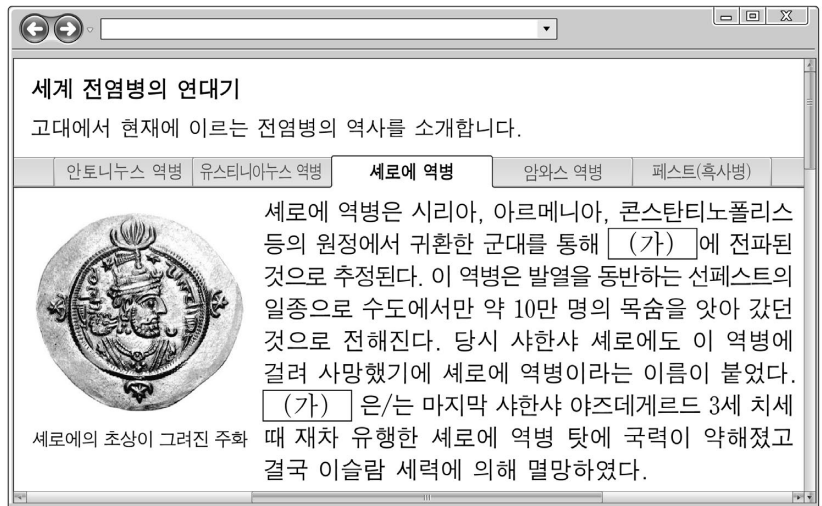 세계 전염병의 연대기
고대에서 현재에 이르는 전염병의 역사를 소개합니다.
안토니누스 역병 유스티니아누스 역병 셰로에 역병 암와스 역병 페스트(흑사병)
셰로에 역병은 시리아, 아르메니아, 콘스탄티노폴리스
등의 원정에서 귀환한 군대를 통해 (가) 에 전파된
것으로 추정된다. 이 역병은 발열을 동반하는 선페스트의
일종으로 수도에서만 약 10만 명의 목숨을 앗아 갔던
것으로 전해진다. 당시 샤한샤 셰로에도 이 역병에
걸려 사망했기에 셰로에 역병이라는 이름이 붙었다.
(가) 은/는 마지막 샤한샤 야즈데게르드 3세 치세
때 재차 유행한 셰로에 역병 탓에 국력이 약해졌고
결국 이슬람 세력에 의해 멸망하였다.
셰로에의 초상이 그려진 주화